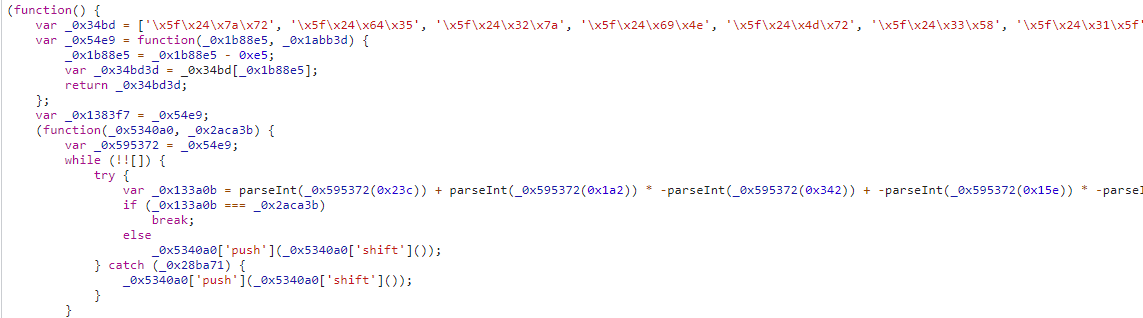 (function() {
    var _0x34bd = ['\x5f\x24\x7a\x72', '\x5f\x24\x64\x35', '\x5f\x24\x32\x7a', '\x5f\x24\x69\x4e', '\x5f\x24\x4d\x72', '\x5f\x24\x33\x58', '\x5f\x24\x31\x5f'
    var _0x54e9 = function(_0x1b88e5, _0x1abb3d) {
        _0x1b88e5 = _0x1b88e5 - 0xe5;
        var _0x34bd3d = _0x34bd[_0x1b88e5];
        return _0x34bd3d;
    };
    var _0x1383f7 = _0x54e9;
    (function(_0x5340a0, _0x2aca3b) {
        var _0x595372 = _0x54e9;
        while (!![]) {
            try {
                var _0x133a0b = parseInt(_0x595372(0x23c)) + parseInt(_0x595372(0x1a2)) * -parseInt(_0x595372(0x342)) + -parseInt(_0x595372(0x15e)) * -parseI
                if (_0x133a0b === _0x2aca3b)
                    break;
                else
                    _0x5340a0['push'](_0x5340a0['shift']());
            } catch (_0x28ba71) {
                _0x5340a0['push'](_0x5340a0['shift']());
            }
        }